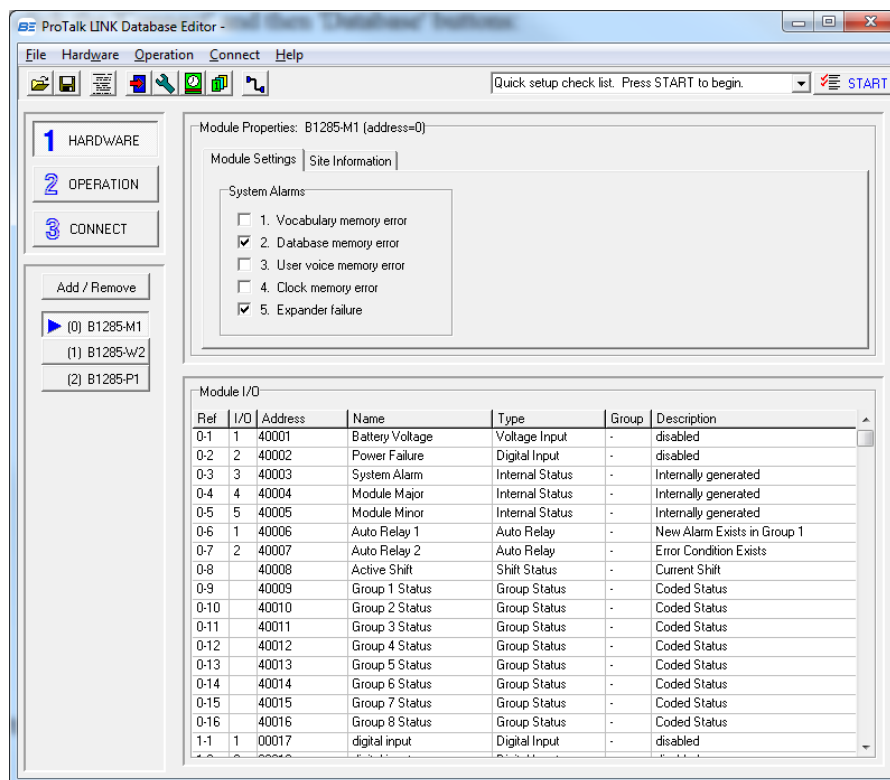 and then 'Database' buttons:
BE ProTalk LINK Database Editor -
File Hardware Operation Connect Help
Quick setup check list. Press START to begin.
START
1 HARDWARE
2 OPERATION
3 CONNECT
Add / Remove
(0) B1285-M1
(1) B1285-W2
(2) B1285-P1
Module Properties: B1285-M1 (address=0)
Module Settings Site Information
System Alarms
1. Vocabulary memory error
2. Database memory error
3. User voice memory error
4. Clock memory error
5. Expander failure
Module I/O
Ref I/O Address Name Type Group Description
0-1 1 40001 Battery Voltage Voltage Input - disabled
0-2 2 40002 Power Failure Digital Input - disabled
0-3 3 40003 System Alarm Internal Status - Internally generated
0-4 4 40004 Module Major Internal Status - Internally generated
0-5 5 40005 Module Minor Internal Status - Internally generated
0-6 1 40006 Auto Relay 1 Auto Relay - New Alarm Exists in Group 1
0-7 2 40007 Auto Relay 2 Auto Relay - Error Condition Exists
0-8 40008 Active Shift Shift Status - Current Shift
0-9 40009 Group 1 Status Group Status - Coded Status
0-10 40010 Group 2 Status Group Status - Coded Status
0-11 40011 Group 3 Status Group Status - Coded Status
0-12 40012 Group 4 Status Group Status - Coded Status
0-13 40013 Group 5 Status Group Status - Coded Status
0-14 40014 Group 6 Status Group Status - Coded Status
0-15 40015 Group 7 Status Group Status - Coded Status
0-16 40016 Group 8 Status Group Status - Coded Status
1-1 1 00017 digital input Digital Input - disabled